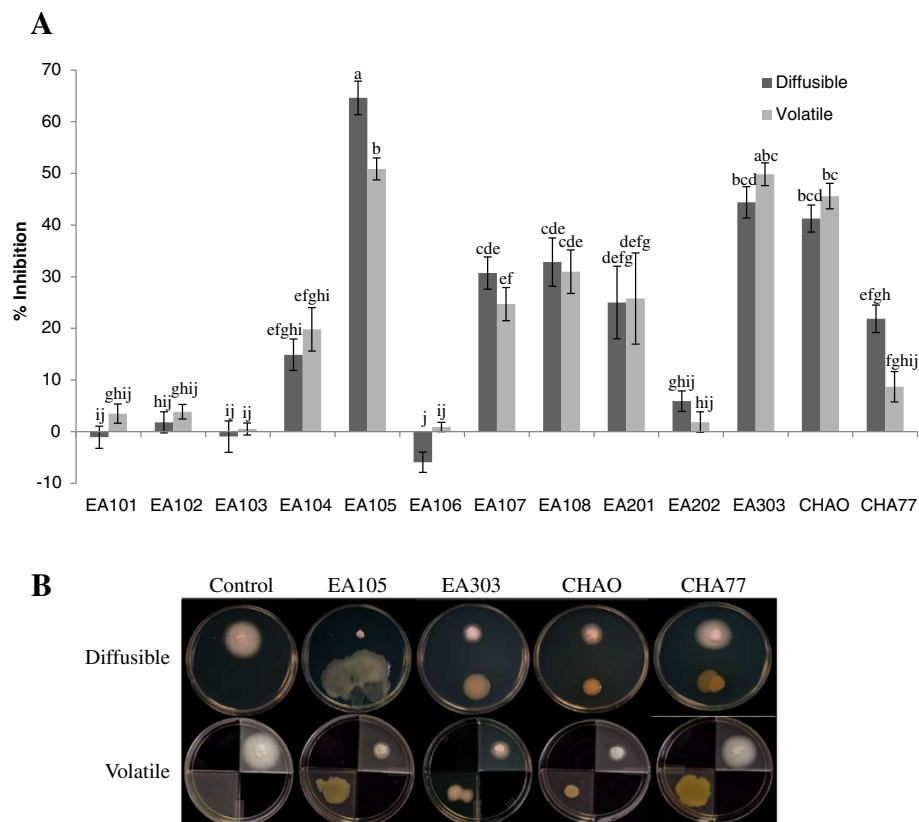 A
70
60
50
40
30
20
10
0
-10
% Inhibition
Diffusible
Volatile
ij
ghij
hij
ghij
ij
ij
efghi
efghi
a
b
j
ij
cde
ef
cde
cde
defg
defg
ghij
hij
bcd
abc
bcd
bc
efgh
fghij
EA101 EA102 EA103 EA104 EA105 EA106 EA107 EA108 EA201 EA202 EA303 CHAO CHA77
B
Control EA105 EA303 CHAO CHA77
Diffusible
Volatile